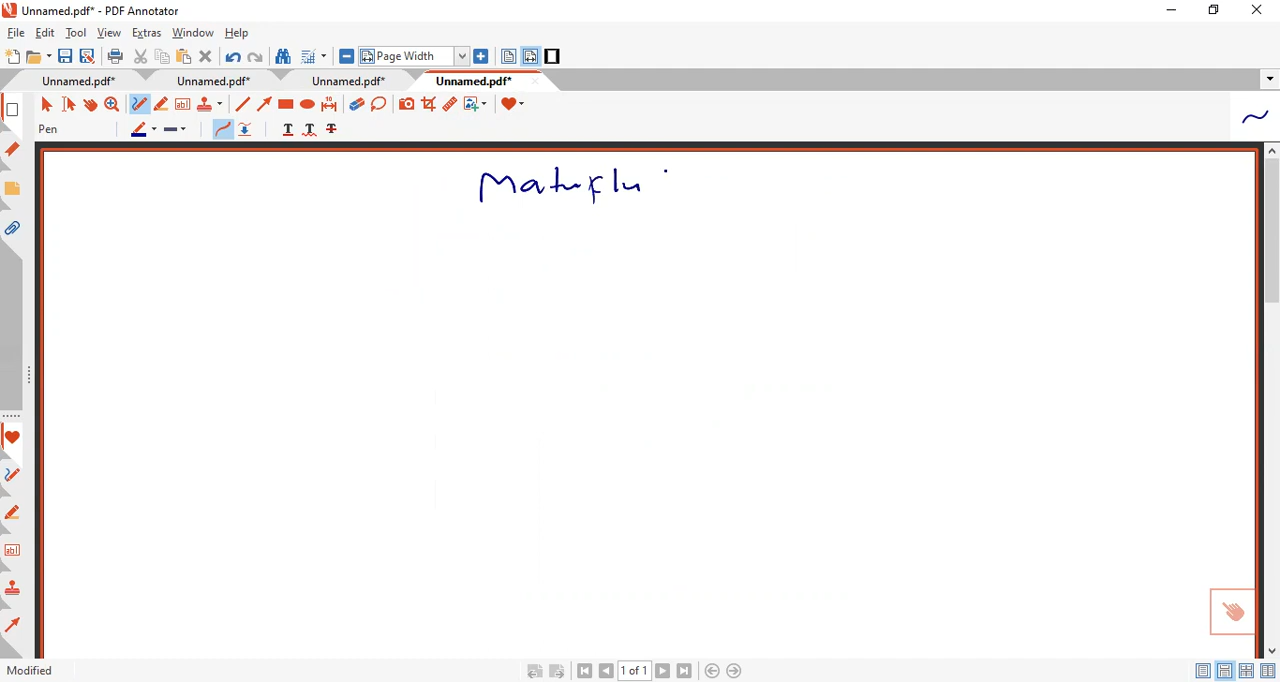 Unnamed.pdf* - PDF Annotator
File Edit Tool View Extras Window Help
Page Width
Unnamed.pdf* Unnamed.pdf* Unnamed.pdf* Unnamed.pdf*
Pen
1 of 1
Modified